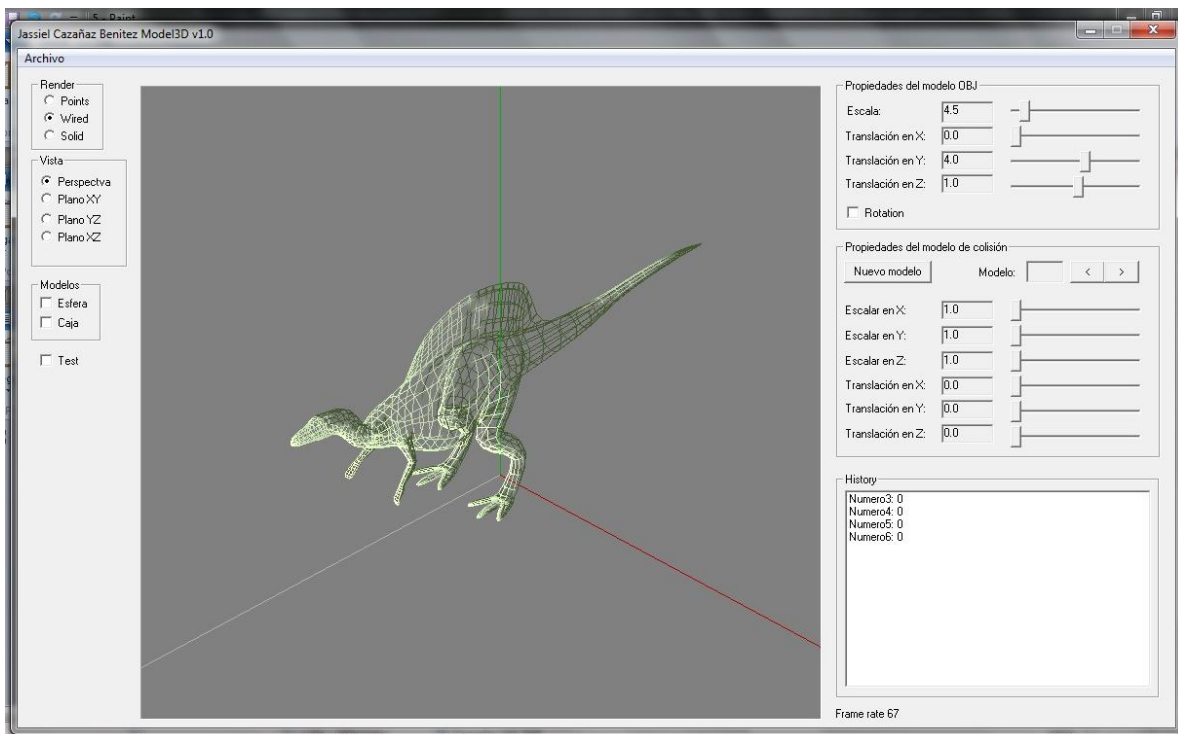 5 - Paint
Jassiel Cazañaz Benitez Model3D v1.0
Archivo
Render
Points
Wired
Solid
Vista
Perspectva
Plano XY
Plano YZ
Plano XZ
Modelos
Esfera
Caja
Test
Propiedades del modelo OBJ
Escala: 4.5
Translación en X: 0.0
Translación en Y: 4.0
Translación en Z: 1.0
Rotation
Propiedades del modelo de colisión
Nuevo modelo Modelo: < >
Escalar en X: 1.0
Escalar en Y: 1.0
Escalar en Z: 1.0
Translación en X: 0.0
Translación en Y: 0.0
Translación en Z: 0.0
History
Numero3: 0
Numero4: 0
Numero5: 0
Numero6: 0
Frame rate 67